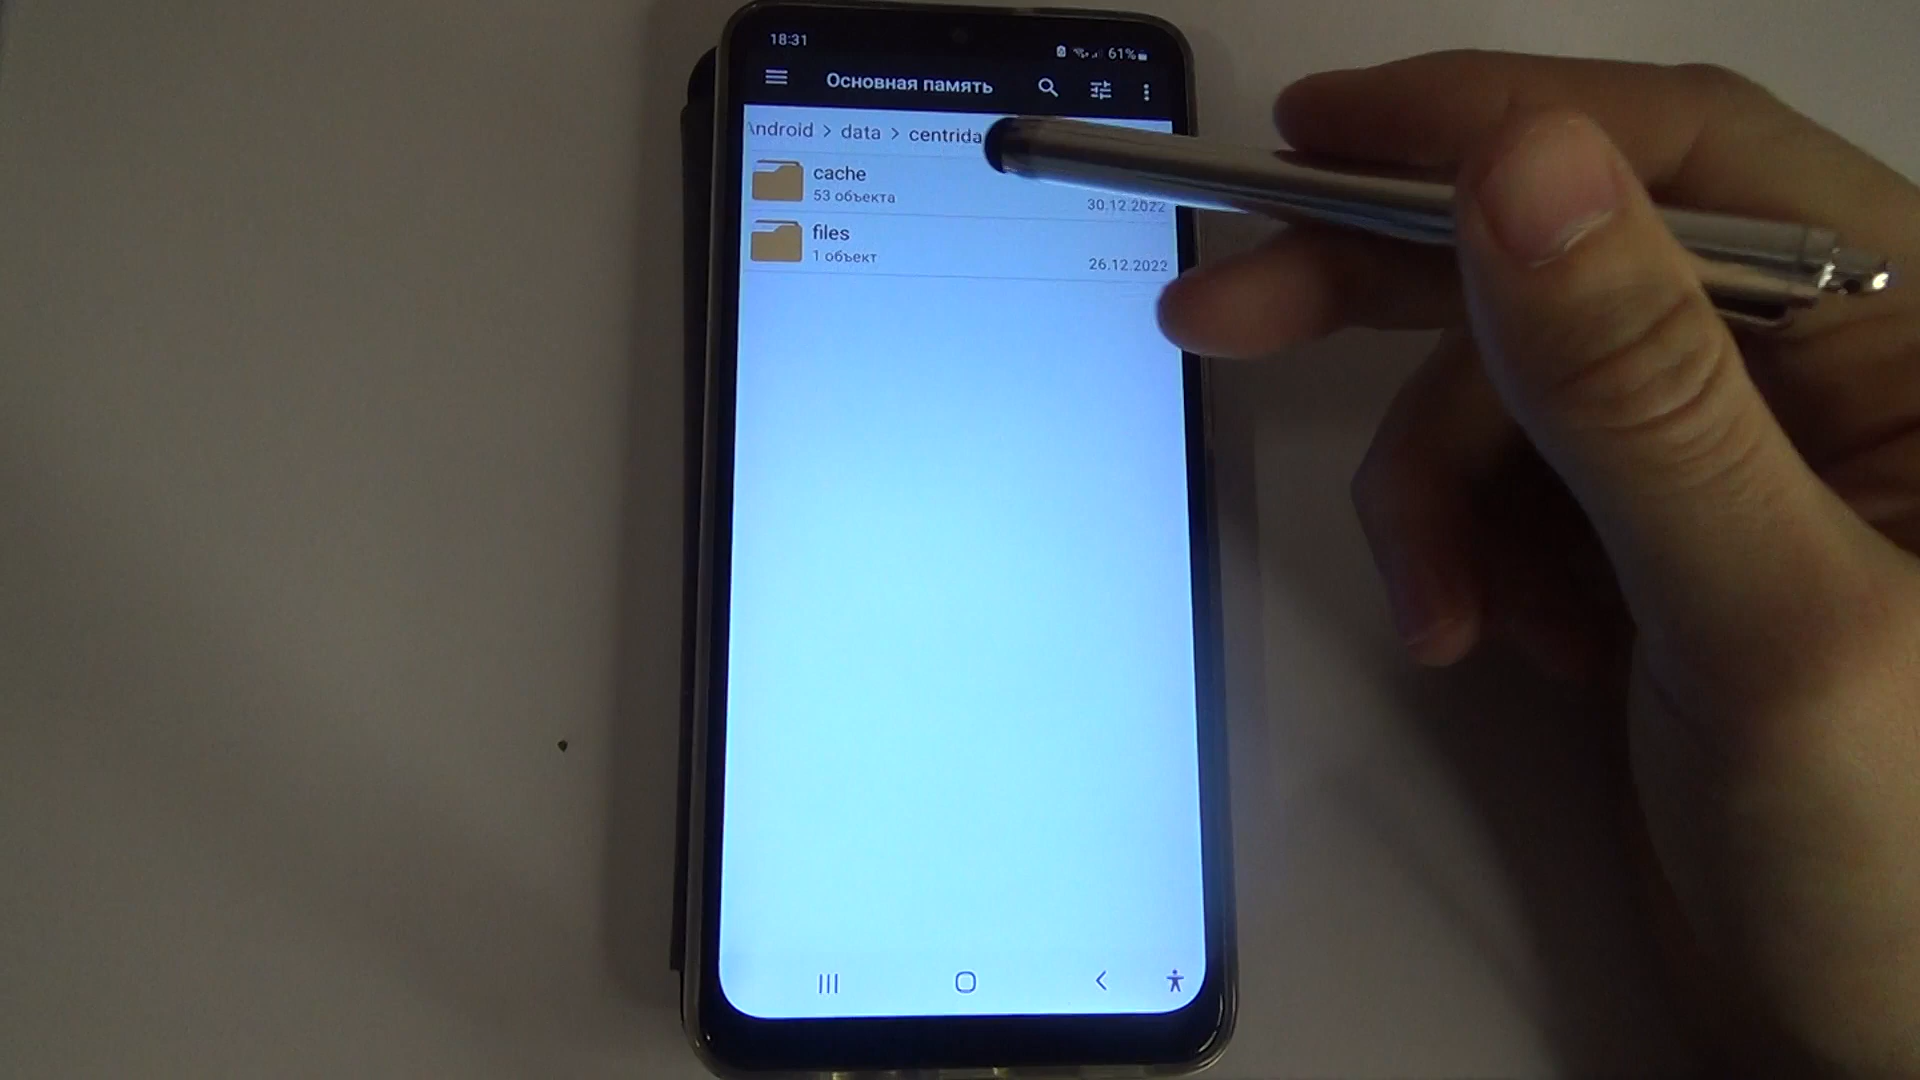 18:31
61%
Основная память
Android > data > centrida
cache
53 объекта
30.12.2022
files
1 объект
26.12.2022